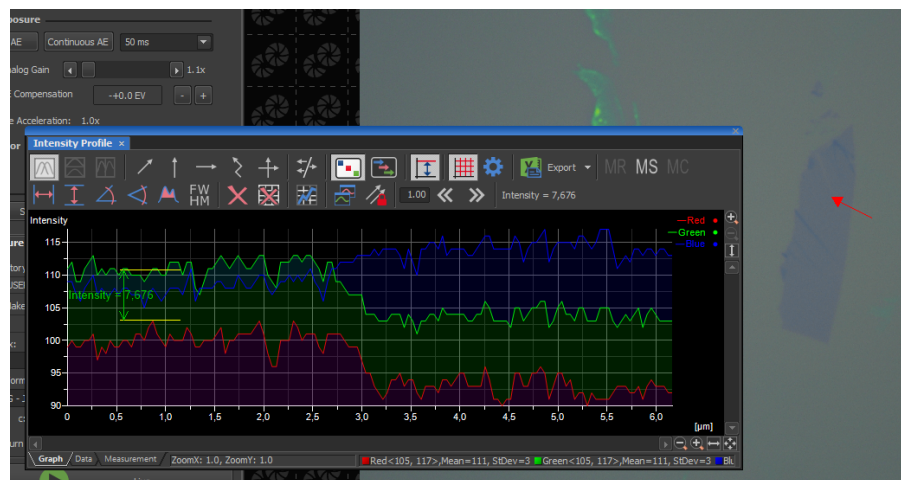 posure
AE Continuous AE 50 ms
alog Gain 1.1x
E Compensation -+0.0 EV - +
e Acceleration: 1.0x
Intensity Profile ×
FW
HM
1.00
Export
MR MS MC
Intensity = 7,676
Intensity
Red
Green
Blue
115
110
105
100
95
90
Intensity = 7,676
0 0,5 1,0 1,5 2,0 2,5 3,0 3,5 4,0 4,5 5,0 5,5 6,0
[µm]
Graph Data Measurement ZoomX: 1.0, ZoomY: 1.0 Red<105, 117>,Mean=111, StDev=3 Green<105, 117>,Mean=111, StDev=3 Blu